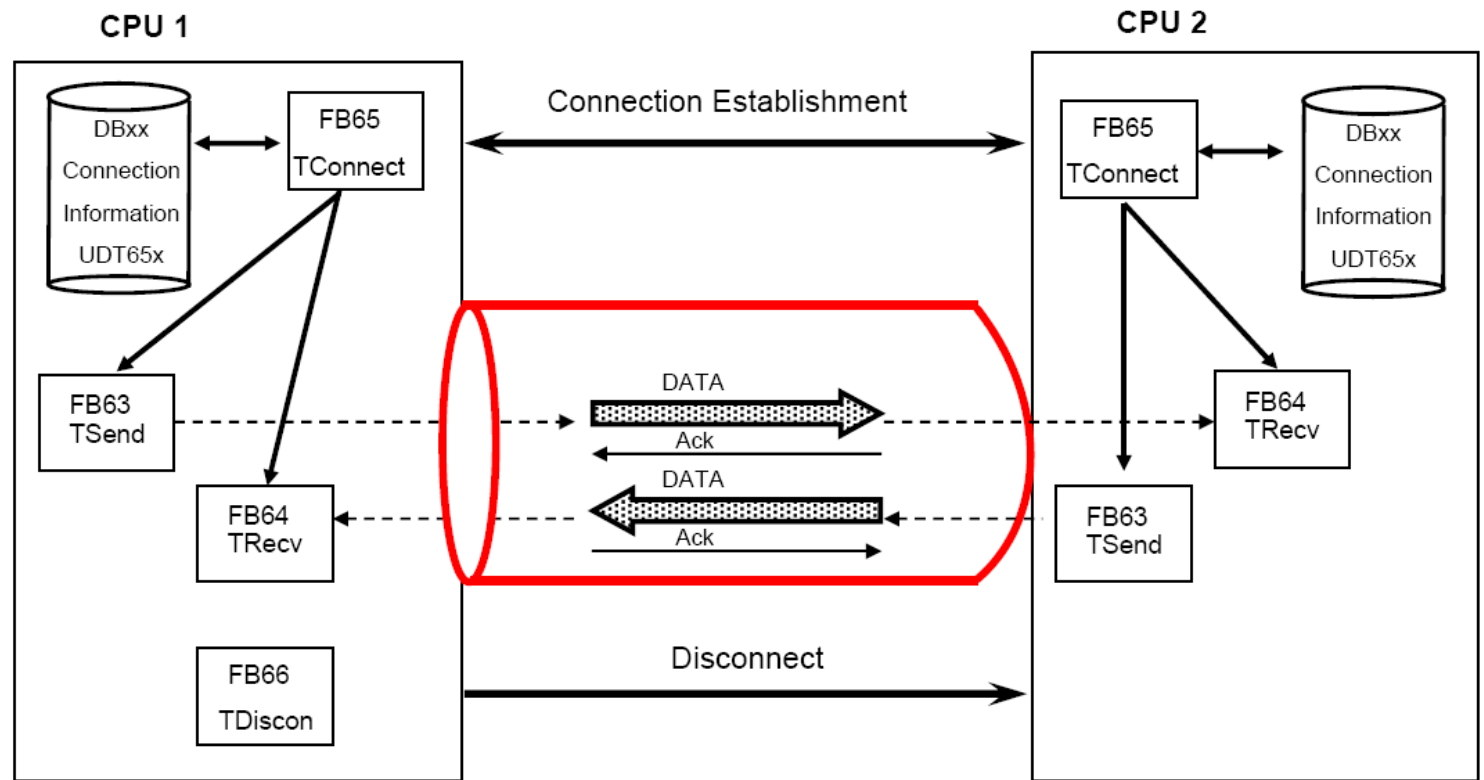 CPU 1
CPU 2
DBxx
Connection
Information
UDT65x
FB65
TConnect
Connection Establishment
FB65
TConnect
DBxx
Connection
Information
UDT65x
FB63
TSend
DATA
Ack
DATA
Ack
FB64
TRecv
FB64
TRecv
FB63
TSend
FB66
TDiscon
Disconnect